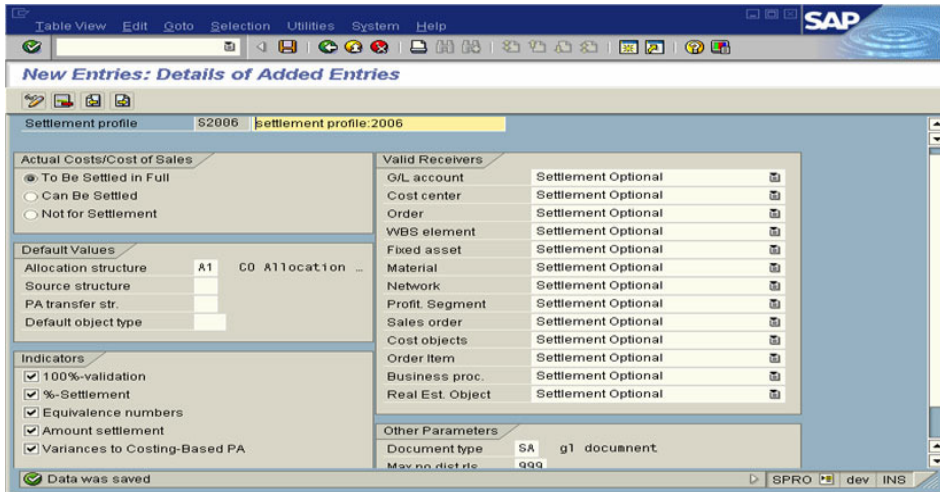 Table View Edit Goto Selection Utilities System Help
SAP
New Entries: Details of Added Entries
Settlement profile S2006 settlement profile:2006
Actual Costs/Cost of Sales
To Be Settled in Full
Can Be Settled
Not for Settlement
Default Values
Allocation structure A1 CO Allocation …
Source structure
PA transfer str.
Default object type
Indicators
100%-validation
%-Settlement
Equivalence numbers
Amount settlement
Variances to Costing-Based PA
Valid Receivers
G/L account Settlement Optional
Cost center Settlement Optional
Order Settlement Optional
WBS element Settlement Optional
Fixed asset Settlement Optional
Material Settlement Optional
Network Settlement Optional
Profit. Segment Settlement Optional
Sales order Settlement Optional
Cost objects Settlement Optional
Order Item Settlement Optional
Business proc. Settlement Optional
Real Est. Object Settlement Optional
Other Parameters
Document type SA gl documnent
Max.no.dist.rls 999
Data was saved
SPRO dev INS